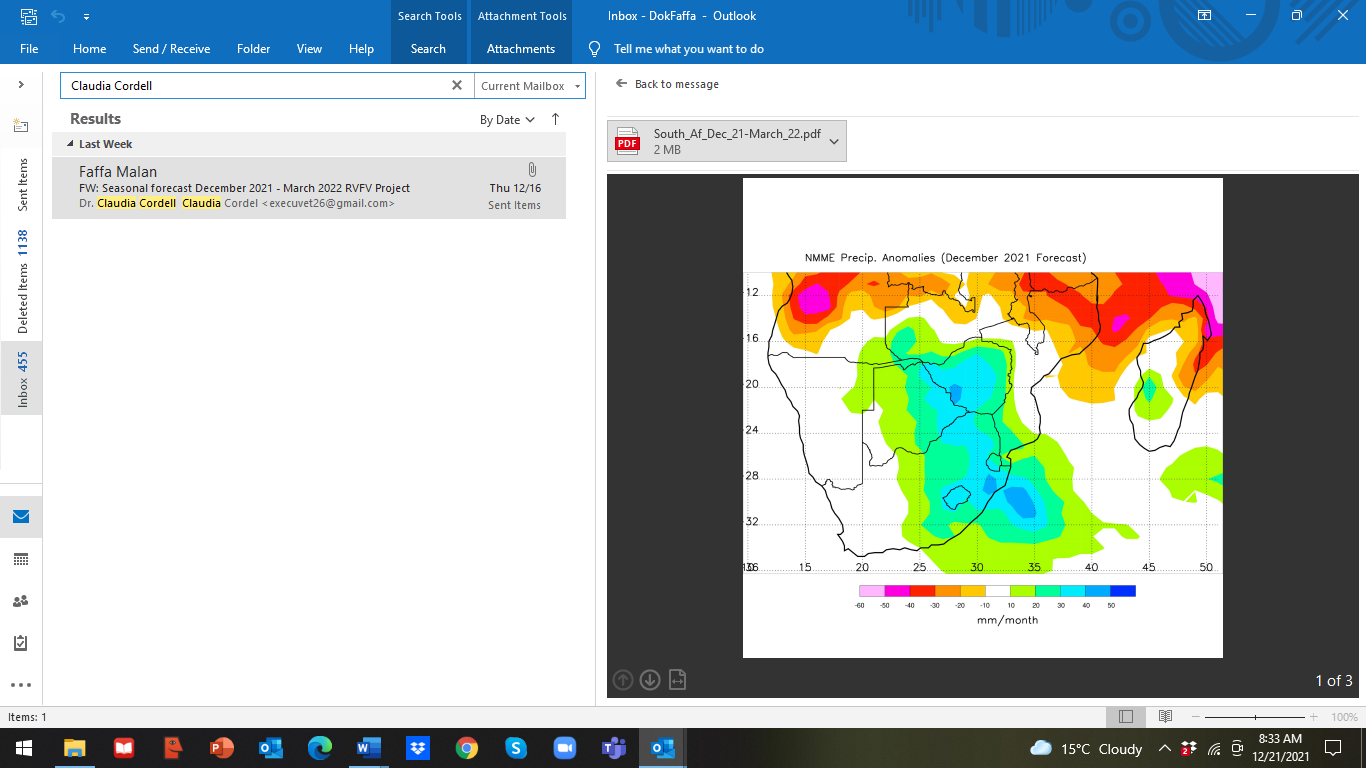 Search Tools Attachment Tools Inbox - DokFaffa - Outlook
File Home Send / Receive Folder View Help Search Attachments Tell me what you want to do
Claudia Cordell
Current Mailbox
Results By Date
Last Week
Faffa Malan
FW: Seasonal forecast December 2021 - March 2022 RVFV Project Thu 12/16
Dr. Claudia Cordell Claudia Cordel <execuvet26@gmail.com> Sent Items
Sent Items
Deleted Items 1138
Inbox 455
Back to message
PDF
South_Af_Dec_21-March_22.pdf
2 MB
NMME Precip. Anomalies (December 2021 Forecast)
-12
-16
-20
-24
-28
-32
15 20 25 30 35 40 45 50
-60 -50 -40 -30 -20 -10 10 20 30 40 50
mm/month
1 of 3
Items: 1 100%
15°C Cloudy
8:33 AM
12/21/2021